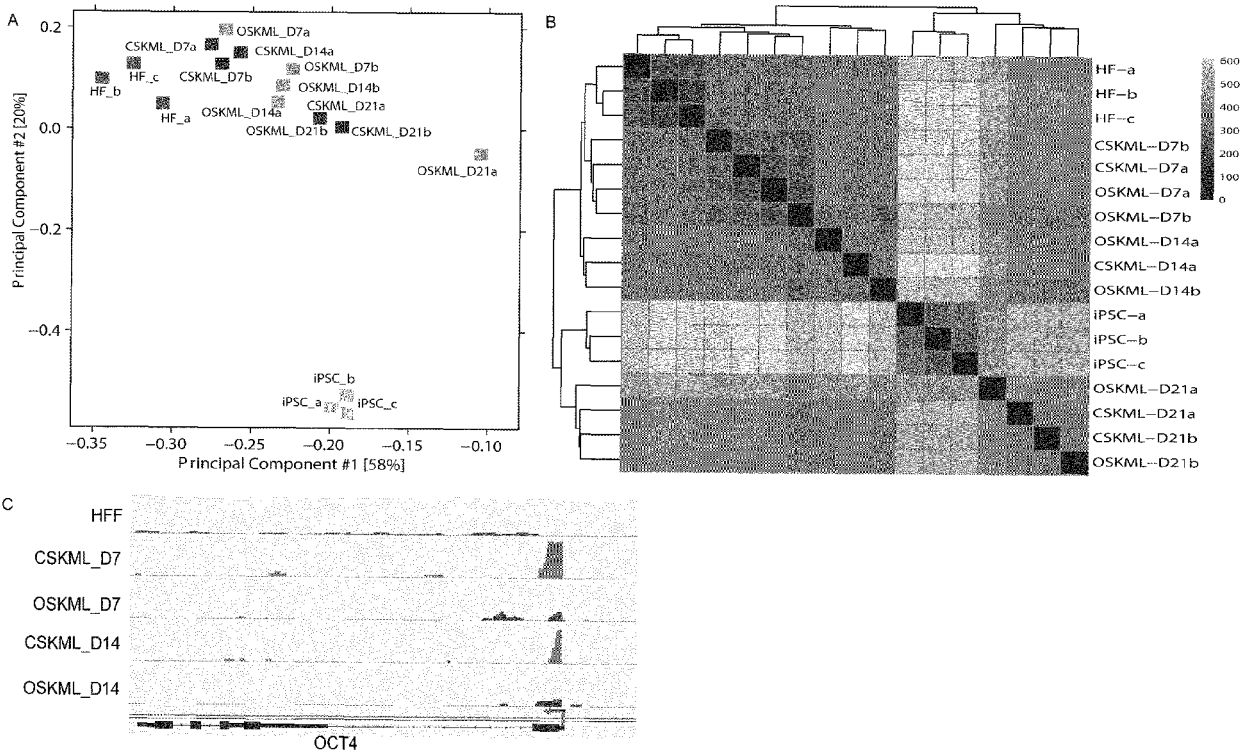 A
Principal Component #2 [20%]
0.2
0.0
−0.2
−0.4
OSKML_D7a
CSKML_D7a
CSKML_D14a
HF_c
CSKML_D7b
OSKML_D7b
HF_b
OSKML_D14b
HF_a
OSKML_D14a
CSKML_D21a
OSKML_D21b
CSKML_D21b
OSKML_D21a
iPSC_b
iPSC_a
iPSC_c
−0.35
−0.30
−0.25
−0.20
−0.15
−0.10
Principal Component #1 [58%]
B
HF−a
HF−b
HF−c
CSKML−D7b
CSKML−D7a
OSKML−D7a
OSKML−D7b
OSKML−D14a
CSKML−D14a
OSKML−D14b
iPSC−a
iPSC−b
iPSC−c
OSKML−D21a
CSKML−D21a
CSKML−D21b
OSKML−D21b
600
500
400
300
200
100
0
C
HFF
CSKML_D7
OSKML_D7
CSKML_D14
OSKML_D14
OCT4